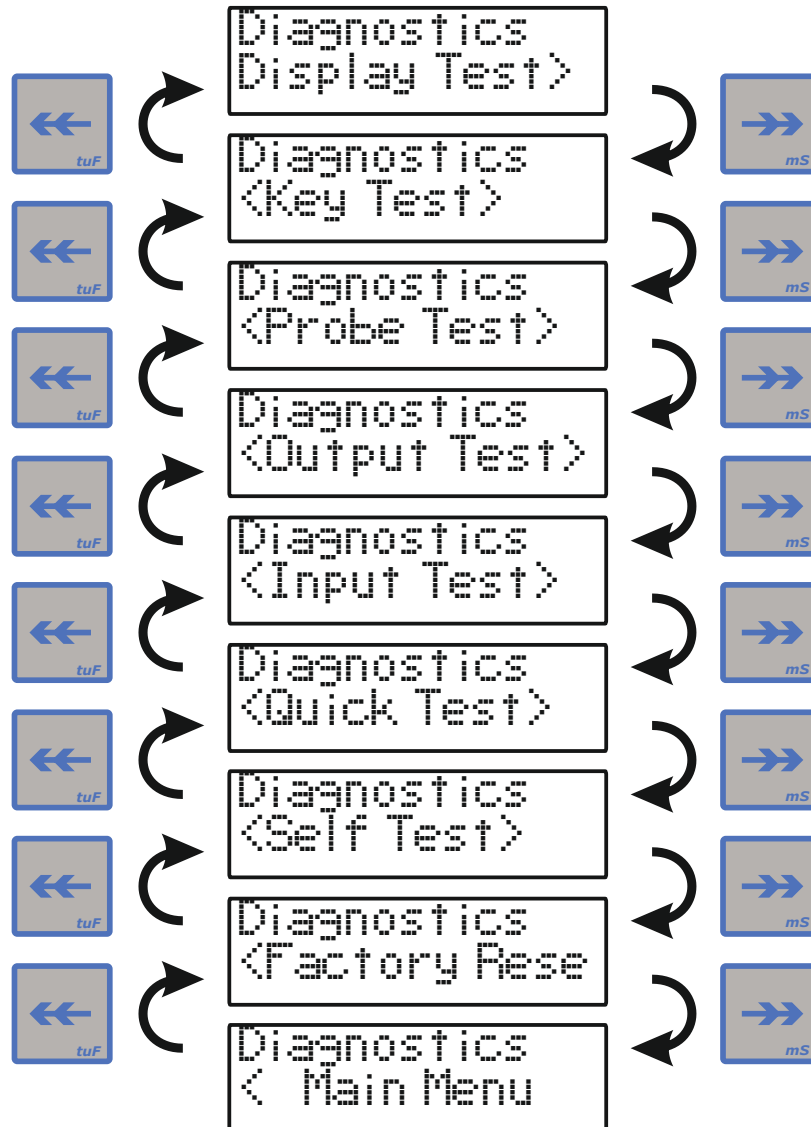 Diagnostics
Display Test>
tuF
mS
Diagnostics
<Key Test>
tuF
mS
Diagnostics
<Probe Test>
tuF
mS
Diagnostics
<Output Test>
tuF
mS
Diagnostics
<Input Test>
tuF
mS
Diagnostics
<Quick Test>
tuF
mS
Diagnostics
<Self Test>
tuF
mS
Diagnostics
<Factory Rese
tuF
mS
Diagnostics
< Main Menu